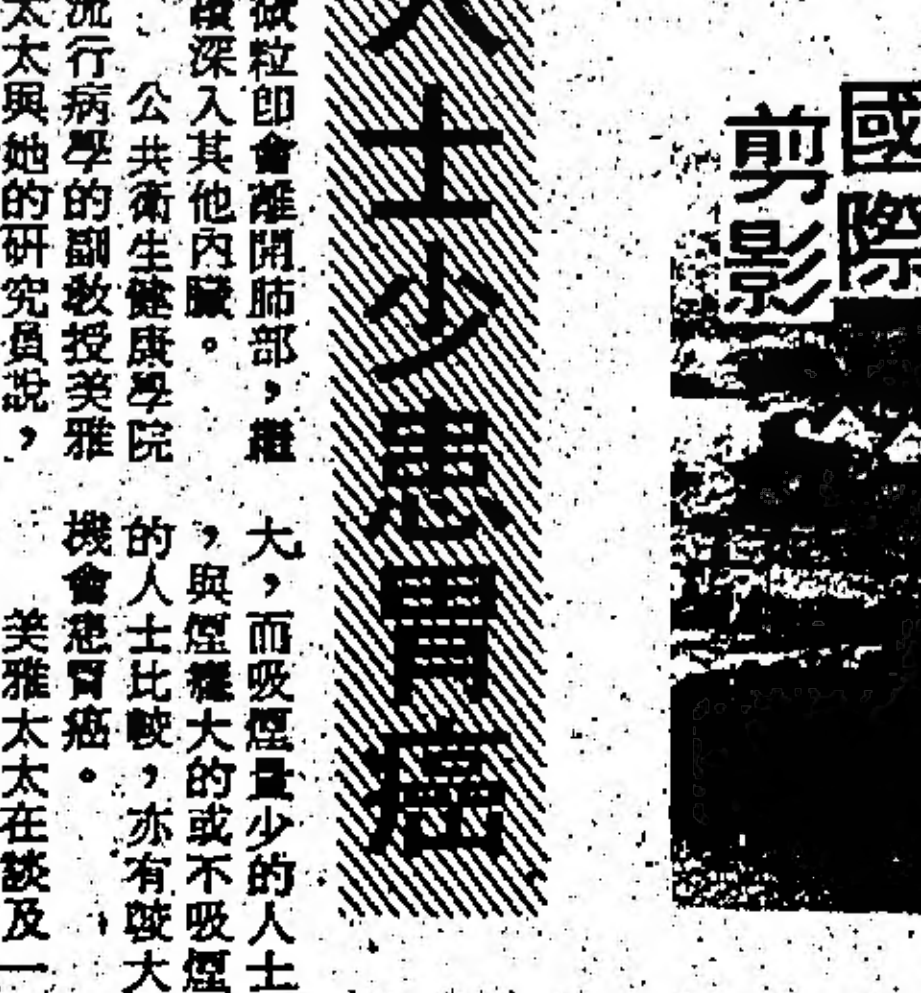 國際
剪影
人士少患胃癌
微粒即會離開肺部,繼
續深入其他內臟。
公共衛生健康學院
流行病學的副教授美雅
太太與她的研究員說,
大,而吸煙量少的人士
,與煙癮大的或不吸煙
的人士比較,亦有較大
機會患胃癌。
美雅太太在談及一